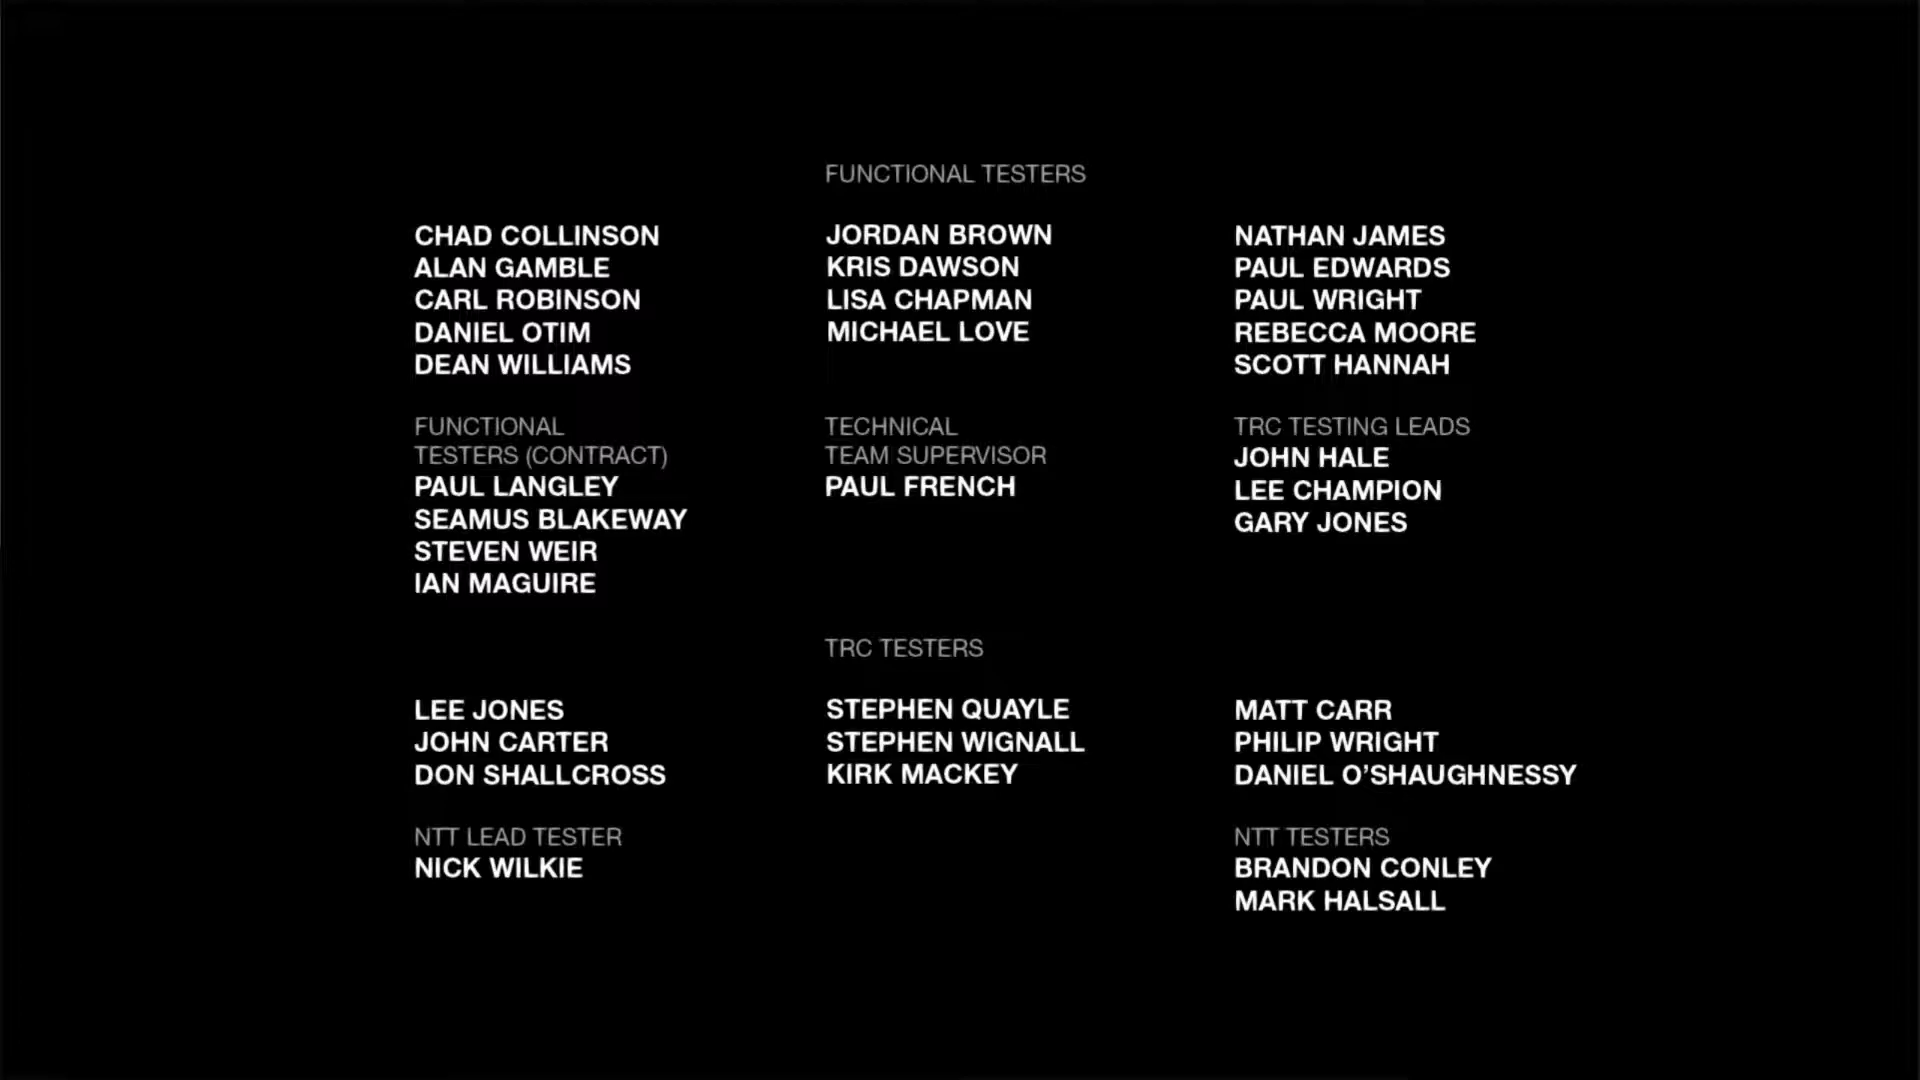 FUNCTIONAL TESTERS
CHAD COLLINSON
ALAN GAMBLE
CARL ROBINSON
DANIEL OTIM
DEAN WILLIAMS
JORDAN BROWN
KRIS DAWSON
LISA CHAPMAN
MICHAEL LOVE
NATHAN JAMES
PAUL EDWARDS
PAUL WRIGHT
REBECCA MOORE
SCOTT HANNAH
FUNCTIONAL
TESTERS (CONTRACT)
PAUL LANGLEY
SEAMUS BLAKEWAY
STEVEN WEIR
IAN MAGUIRE
TECHNICAL
TEAM SUPERVISOR
PAUL FRENCH
TRC TESTING LEADS
JOHN HALE
LEE CHAMPION
GARY JONES
TRC TESTERS
LEE JONES
JOHN CARTER
DON SHALLCROSS
STEPHEN QUAYLE
STEPHEN WIGNALL
KIRK MACKEY
MATT CARR
PHILIP WRIGHT
DANIEL O’SHAUGHNESSY
NTT LEAD TESTER
NICK WILKIE
NTT TESTERS
BRANDON CONLEY
MARK HALSALL